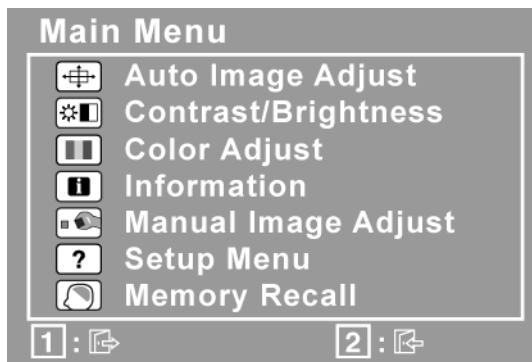 Main Menu
Auto Image Adjust
Contrast/Brightness
Color Adjust
i Information
Manual Image Adjust
? Setup Menu
Memory Recall
1 : 2 :